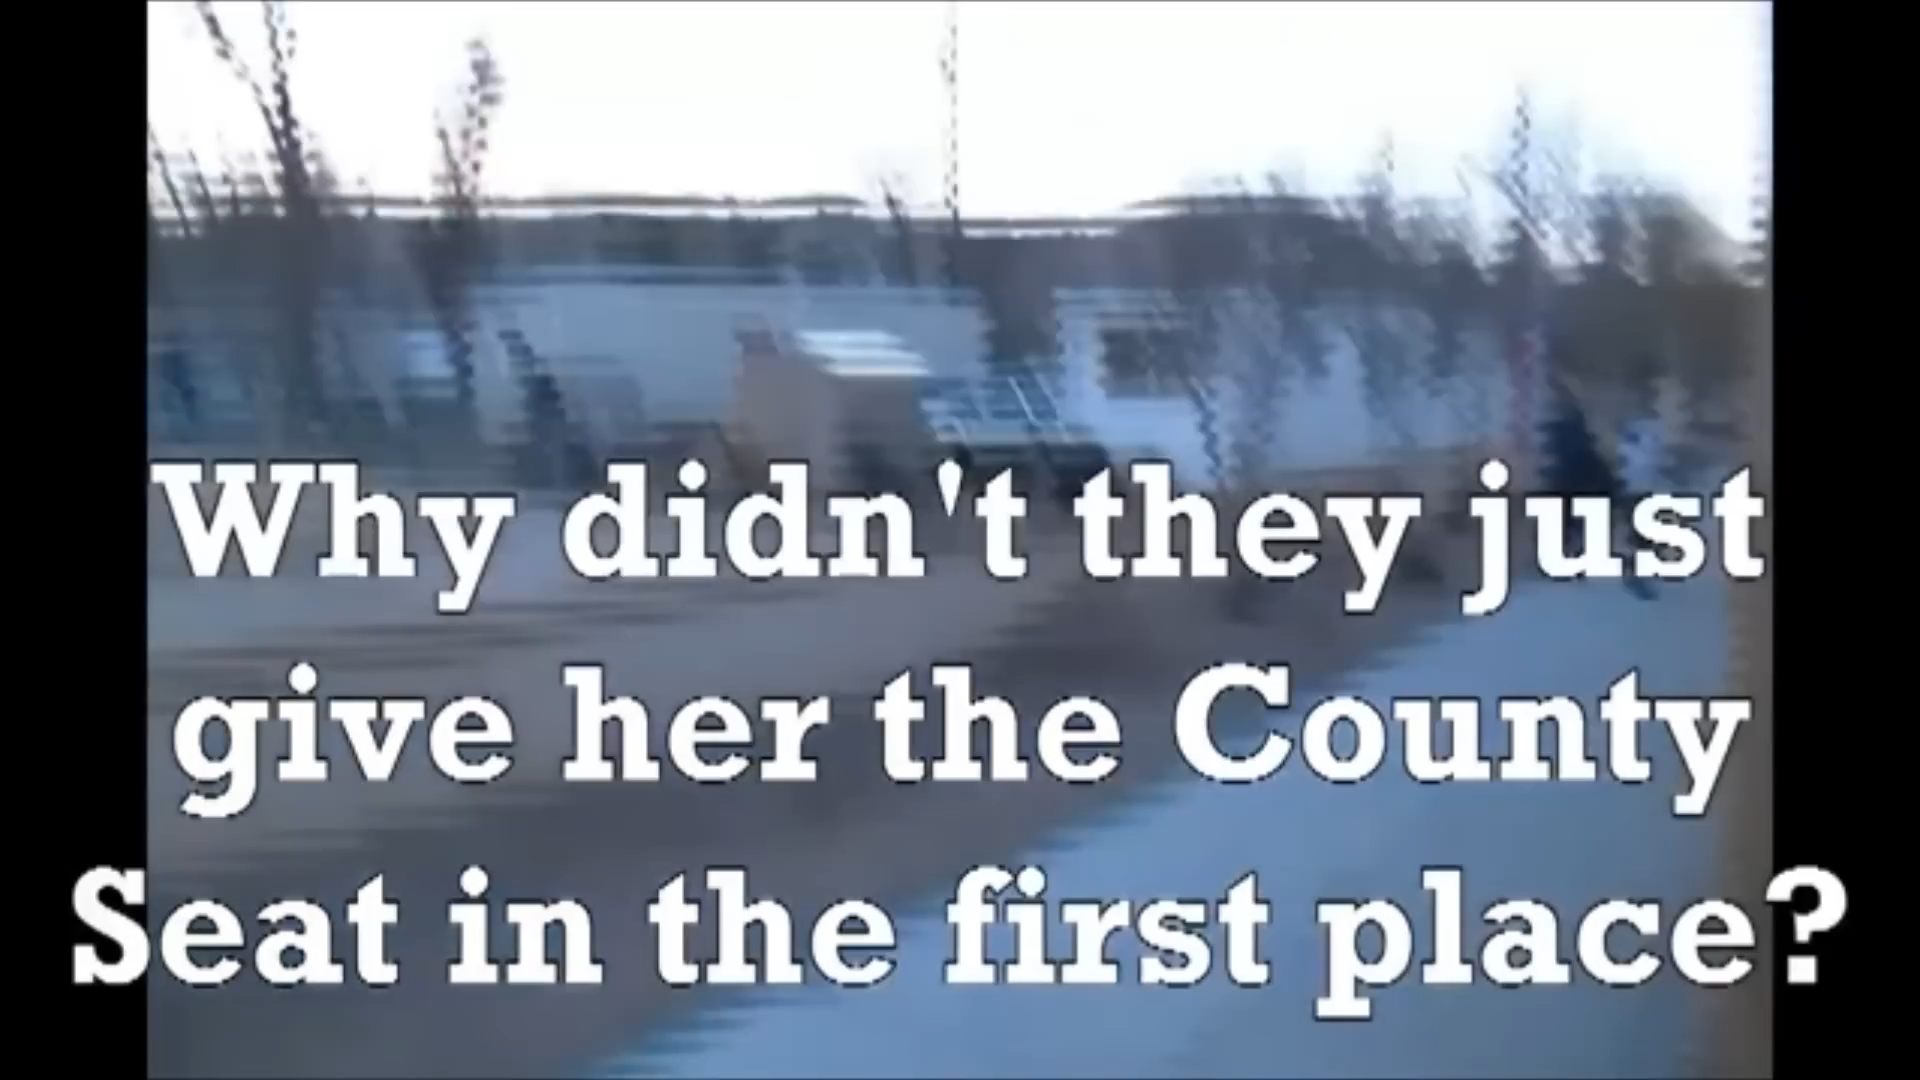 Why didn't they just
give her the County
Seat in the first place?